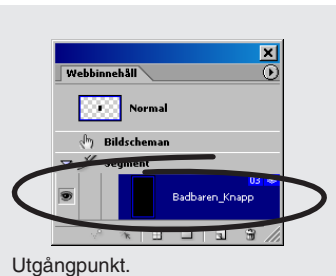 Webbinnehåll
Normal
Bildscheman
Segment
03
Badbaren_Knapp
Utgångpunkt.